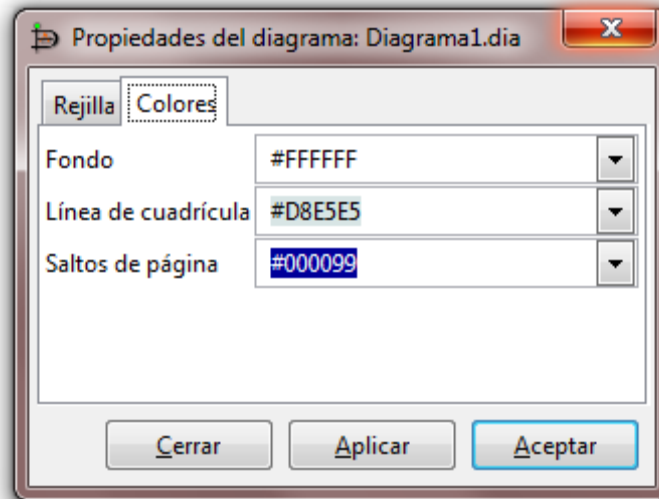 Propiedades del diagrama: Diagrama1.dia
Rejilla Colores
Fondo #FFFFFF
Línea de cuadrícula #D8E5E5
Saltos de página #000099
Cerrar Aplicar Aceptar